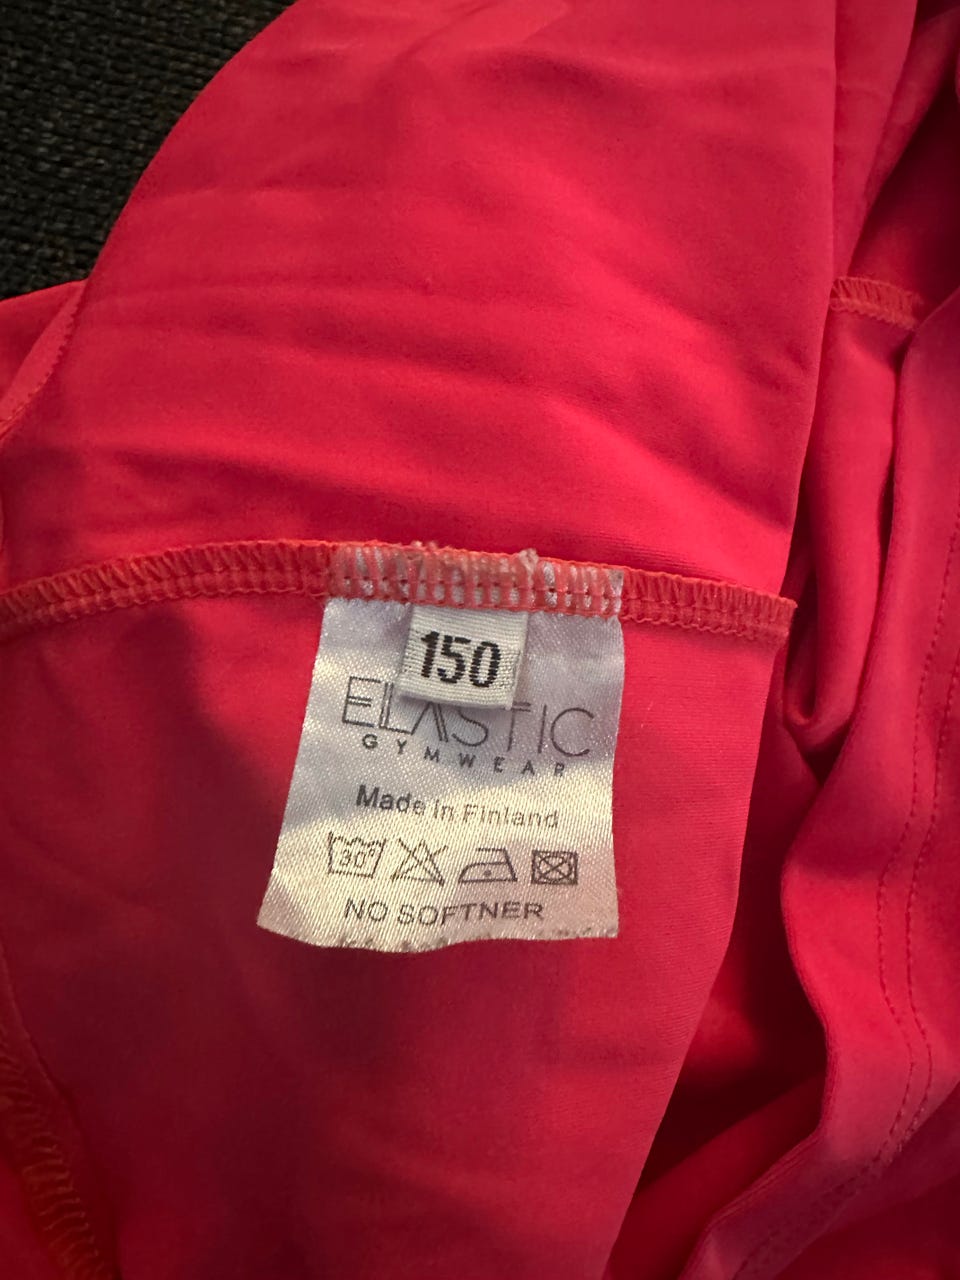 150
ELASTIC
GYMWEAR
Made in Finland
30°
NO SOFTNER